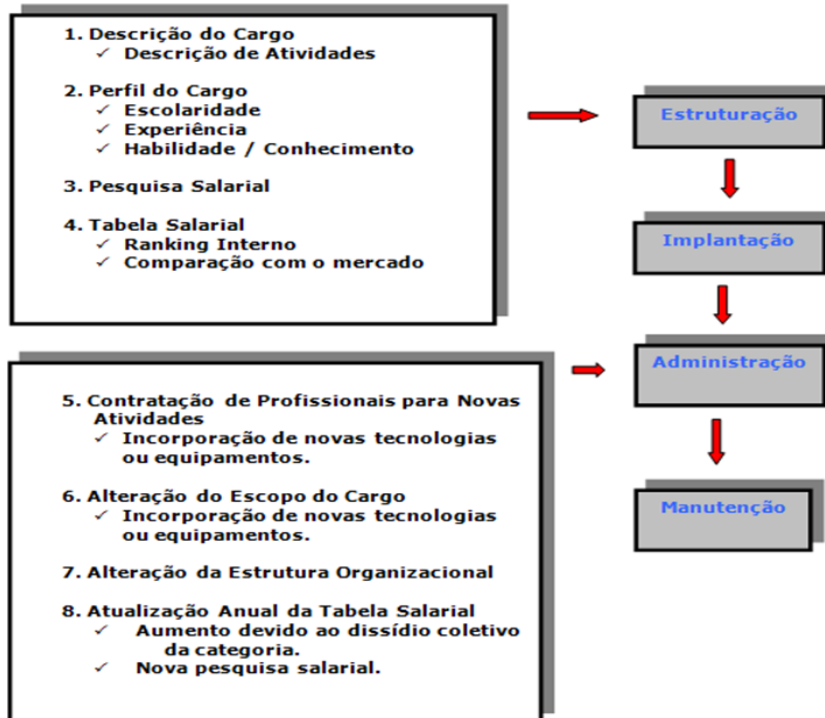 1. Descrição do Cargo
✓ Descrição de Atividades
2. Perfil do Cargo
✓ Escolaridade
✓ Experiência
✓ Habilidade / Conhecimento
3. Pesquisa Salarial
4. Tabela Salarial
✓ Ranking Interno
✓ Comparação com o mercado
Estruturação
Implantação
Administração
Manutenção
5. Contratação de Profissionais para Novas
Atividades
✓ Incorporação de novas tecnologias
ou equipamentos.
6. Alteração do Escopo do Cargo
✓ Incorporação de novas tecnologias
ou equipamentos.
7. Alteração da Estrutura Organizacional
8. Atualização Anual da Tabela Salarial
✓ Aumento devido ao dissídio coletivo
da categoria.
✓ Nova pesquisa salarial.